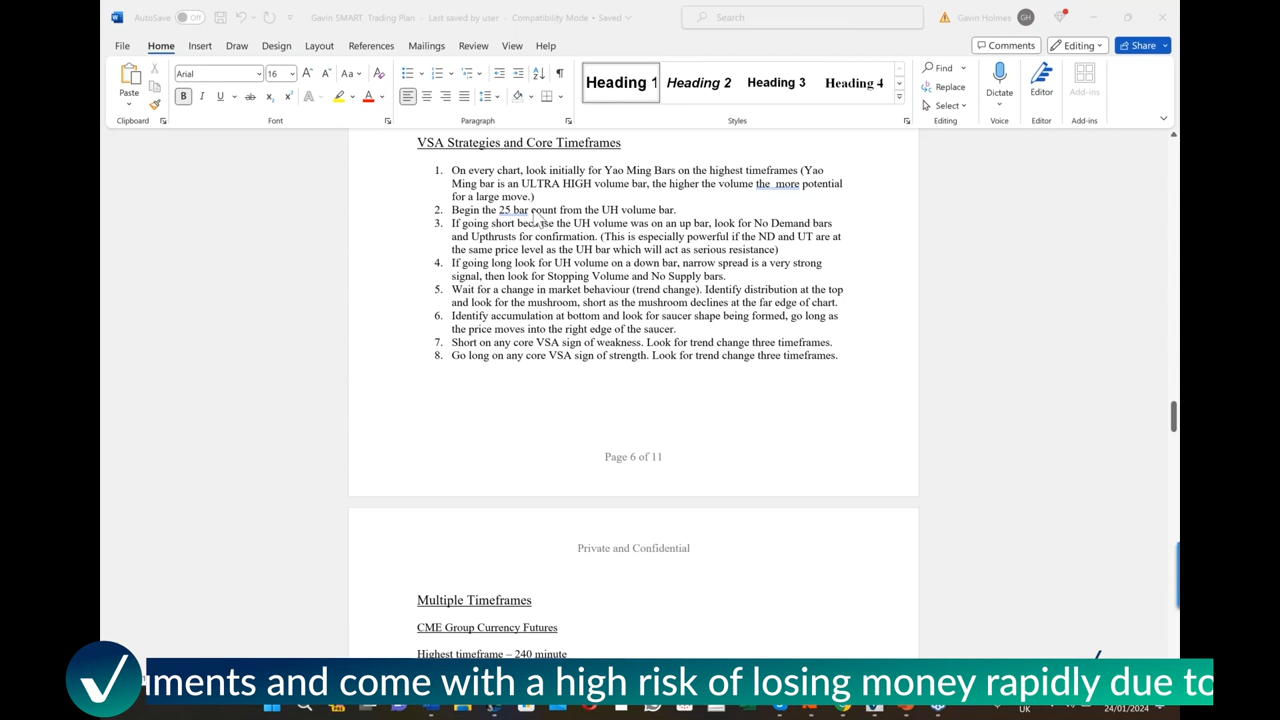 AutoSave Off Gavin SMART Trading Plan - Last saved by user - Compatibility Mode • Saved Search Gavin Holmes GH
File Home Insert Draw Design Layout References Mailings Review View Help Comments Editing Share
Paste Arial 16 A A Aa A Heading 1 Heading 2 Heading 3 Heading 4 Find Replace Select Dictate Editor Add-ins
B I U ab x₂ x² A A
Clipboard Font Paragraph Styles Editing Voice Editor Add-ins
VSA Strategies and Core Timeframes
1. On every chart, look initially for Yao Ming Bars on the highest timeframes (Yao
Ming bar is an ULTRA HIGH volume bar, the higher the volume the more potential
for a large move.)
2. Begin the 25 bar count from the UH volume bar.
3. If going short because the UH volume was on an up bar, look for No Demand bars
and Upthrusts for confirmation. (This is especially powerful if the ND and UT are at
the same price level as the UH bar which will act as serious resistance)
4. If going long look for UH volume on a down bar, narrow spread is a very strong
signal, then look for Stopping Volume and No Supply bars.
5. Wait for a change in market behaviour (trend change). Identify distribution at the top
and look for the mushroom, short as the mushroom declines at the far edge of chart.
6. Identify accumulation at bottom and look for saucer shape being formed, go long as
the price moves into the right edge of the saucer.
7. Short on any core VSA sign of weakness. Look for trend change three timeframes.
8. Go long on any core VSA sign of strength. Look for trend change three timeframes.
Page 6 of 11
Private and Confidential
Multiple Timeframes
CME Group Currency Futures
Highest timeframe – 240 minute
ments and come with a high risk of losing money rapidly due to
UK 24/01/2024